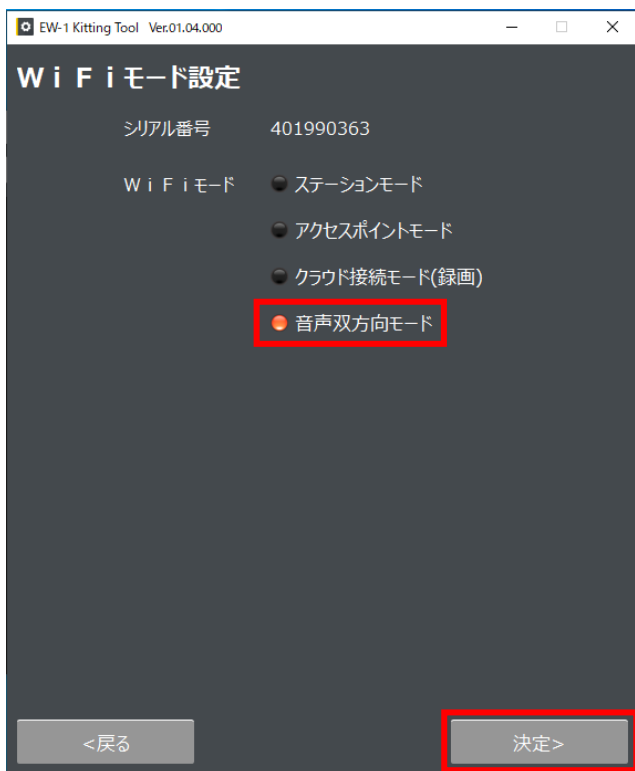 EW-1 Kitting Tool Ver.01.04.000
ＷｉＦｉモード設定
シリアル番号 401990363
ＷｉＦｉモード ステーションモード
アクセスポイントモード
クラウド接続モード(録画)
音声双方向モード
<戻る 決定>